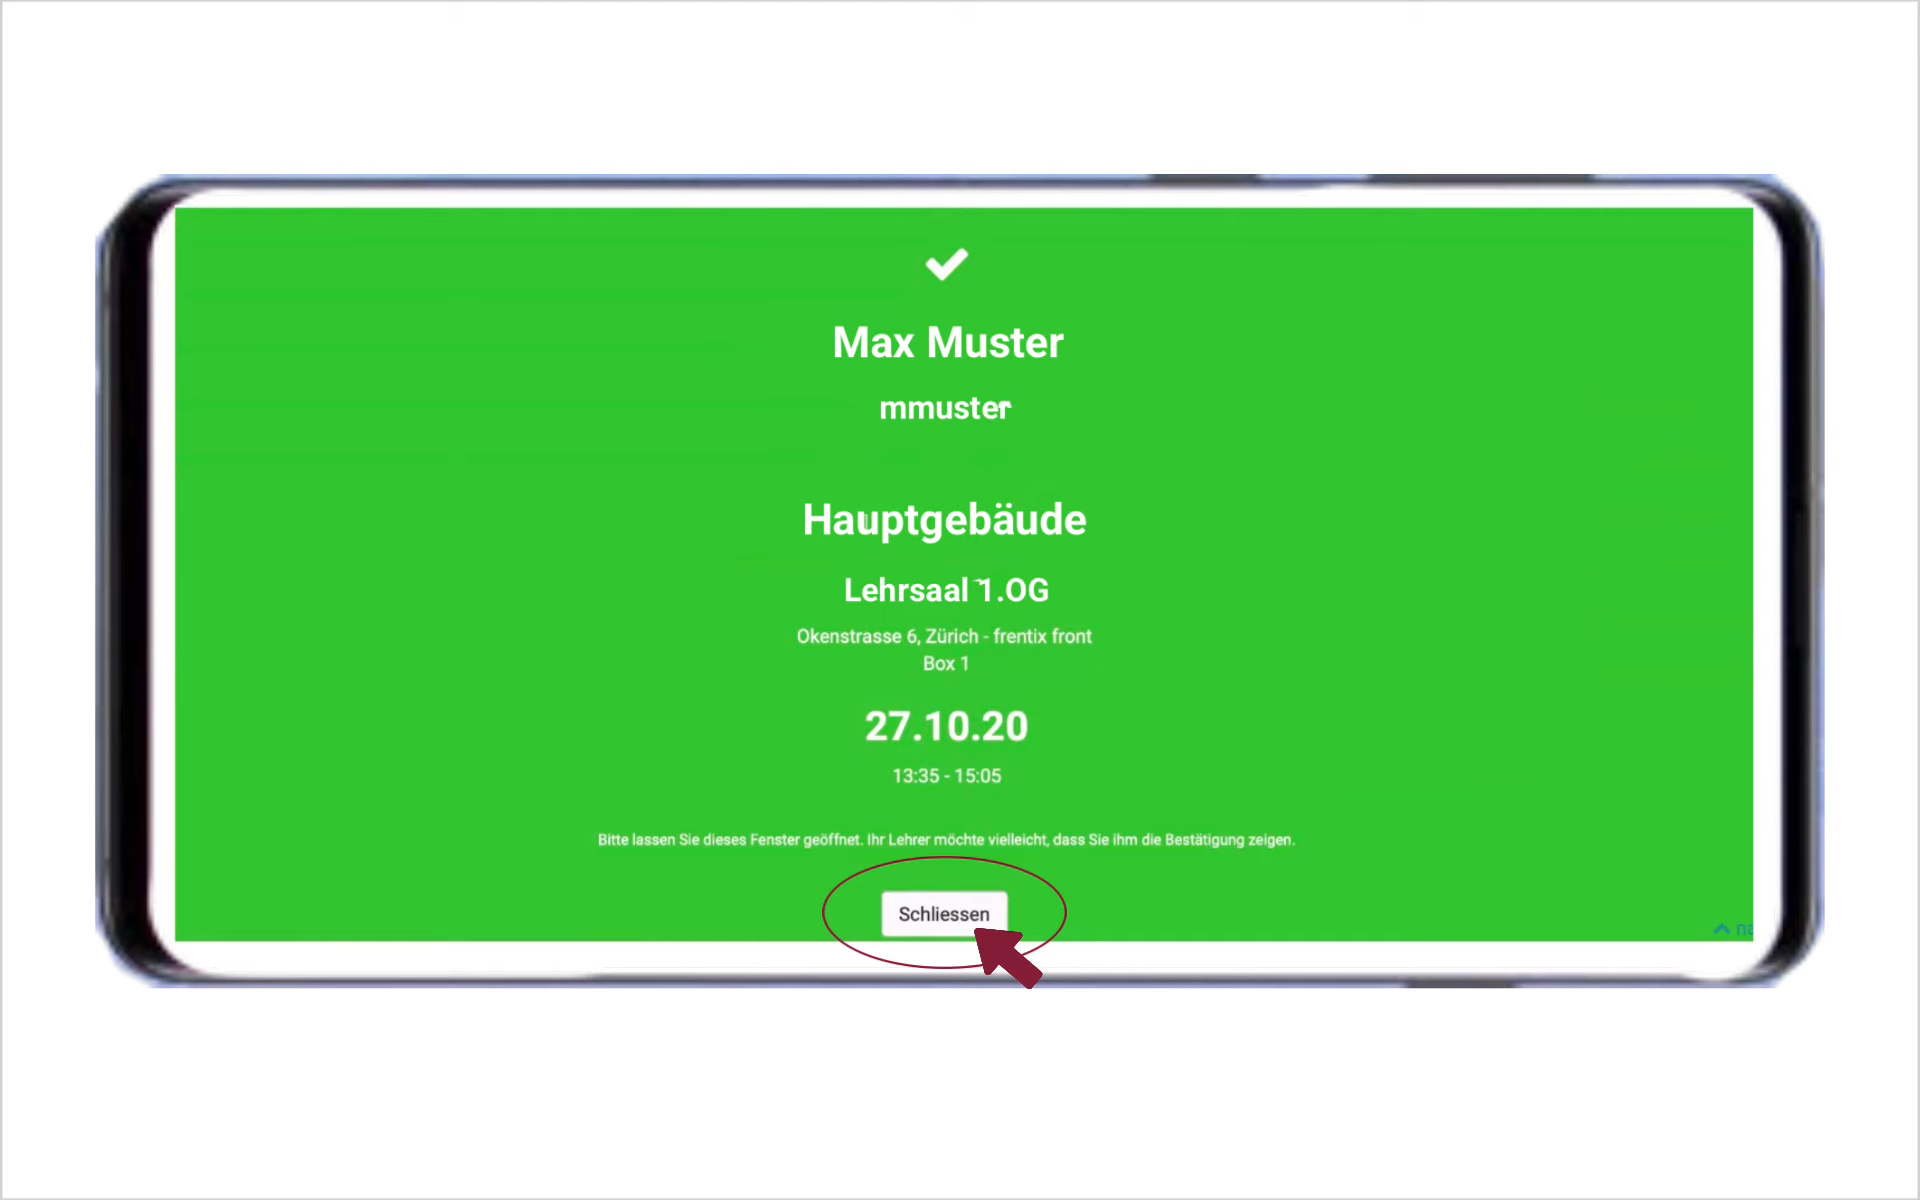 Max Muster
mmuster
Hauptgebäude
Lehrsaal 1.OG
Okenstrasse 6, Zürich - frentix front
Box 1
27.10.20
13:35 - 15:05
Bitte lassen Sie dieses Fenster geöffnet. Ihr Lehrer möchte vielleicht, dass Sie ihm die Bestätigung zeigen.
Schliessen